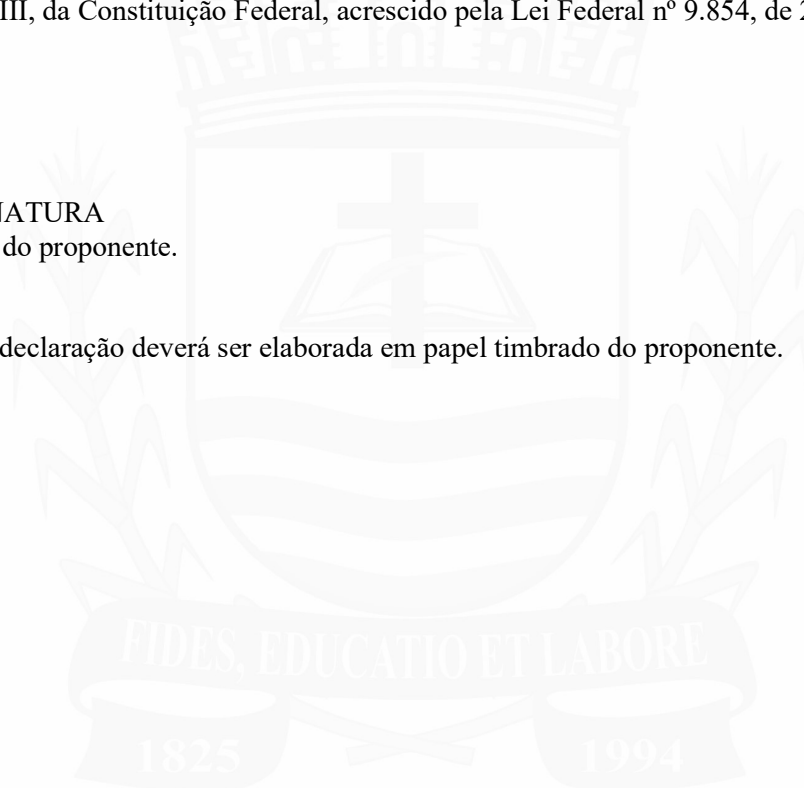 III, da Constituição Federal, acrescido pela Lei Federal nº 9.854, de 2
NATURA
do proponente.
declaração deverá ser elaborada em papel timbrado do proponente.
FIDES, EDUCATIO ET LABORE
1825 1994